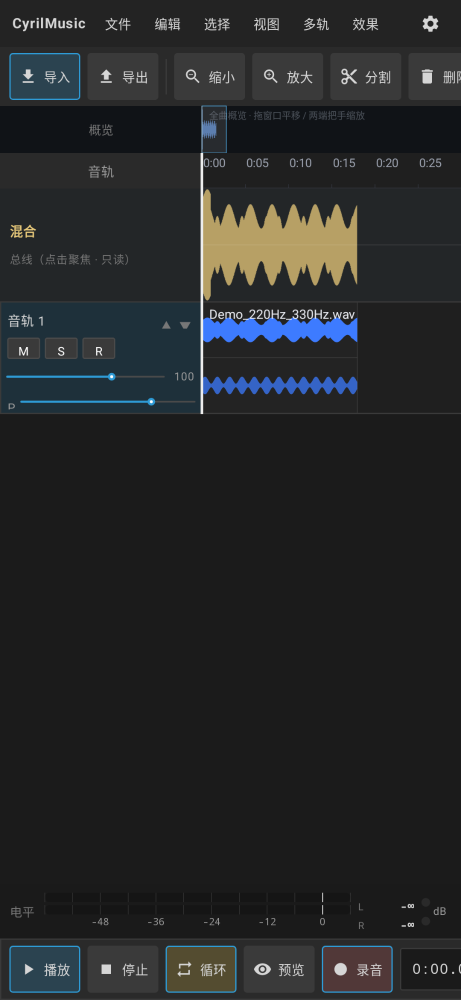 CyrilMusic 文件 编辑 选择 视图 多轨 效果
导入 导出 缩小 放大 分割
概览
全曲概览 · 拖窗口平移 / 两端把手缩放
音轨
0:00 0:05 0:10 0:15 0:20 0:25
混合
总线（点击聚焦 · 只读）
音轨 1
Demo_220Hz_330Hz.wav
M S R
100
电平
L -∞
R -∞
dB
-48 -36 -24 -12 0
播放 停止 循环 预览 录音 0:00.0